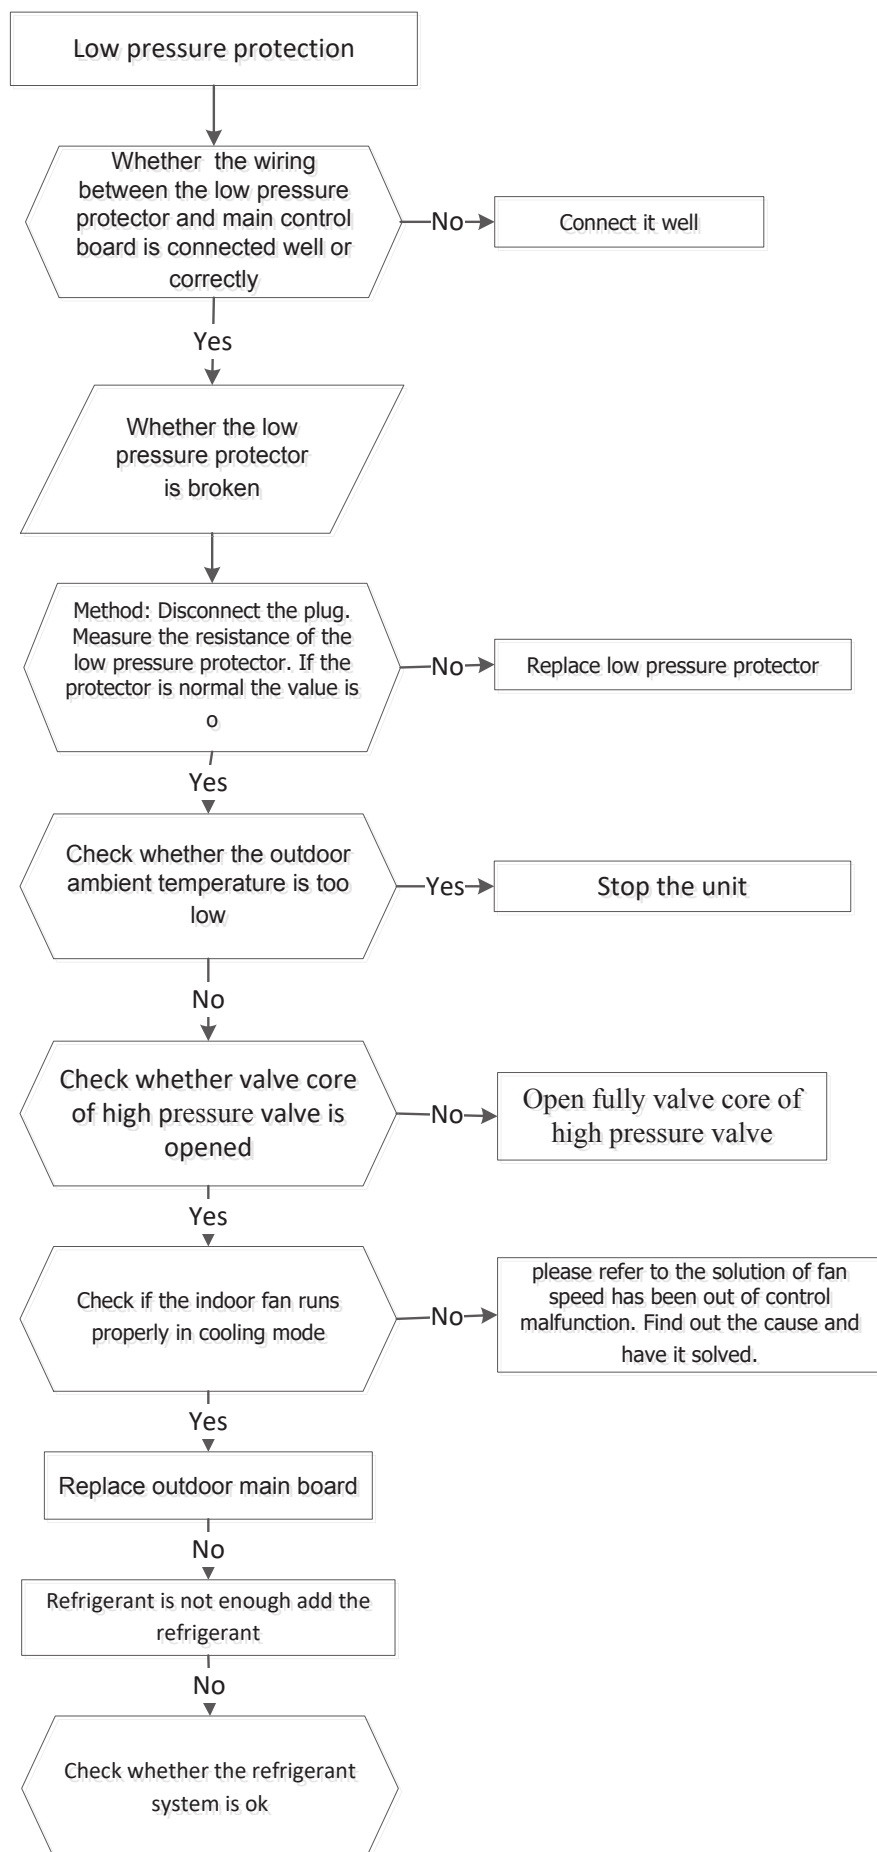 Low pressure protection
Whether the wiring
between the low pressure
protector and main control
board is connected well or
correctly
No
Connect it well
Yes
Whether the low
pressure protector
is broken
Method: Disconnect the plug.
Measure the resistance of the
low pressure protector. If the
protector is normal the value is
o
No
Replace low pressure protector
Yes
Check whether the outdoor
ambient temperature is too
low
Yes
Stop the unit
No
Check whether valve core
of high pressure valve is
opened
No
Open fully valve core of
high pressure valve
Yes
Check if the indoor fan runs
properly in cooling mode
No
please refer to the solution of fan
speed has been out of control
malfunction. Find out the cause and
have it solved.
Yes
Replace outdoor main board
No
Refrigerant is not enough add the
refrigerant
No
Check whether the refrigerant
system is ok